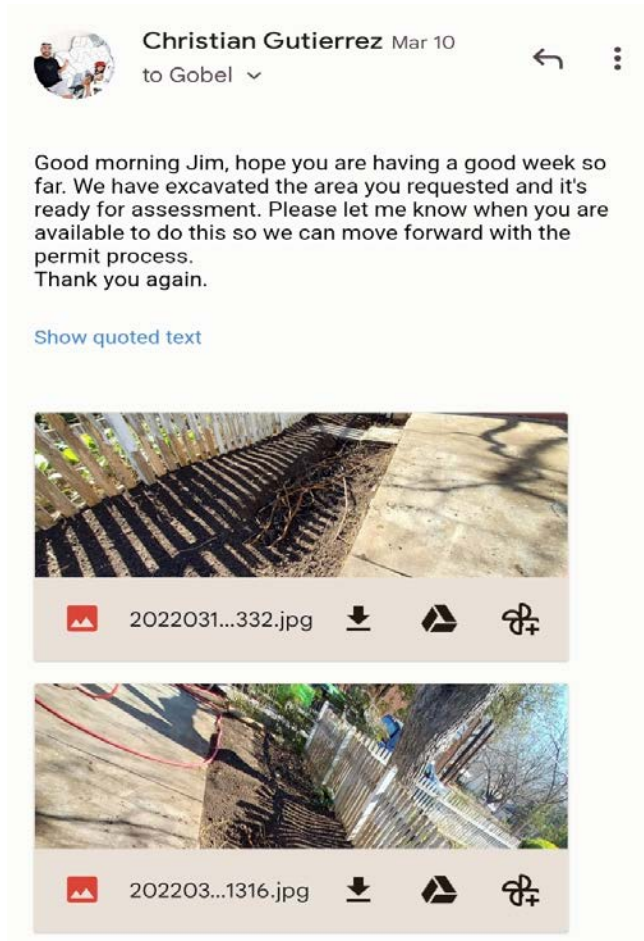 Christian Gutierrez Mar 10
to Gobel
Good morning Jim, hope you are having a good week so
far. We have excavated the area you requested and it's
ready for assessment. Please let me know when you are
available to do this so we can move forward with the
permit process.
Thank you again.
Show quoted text
2022031...332.jpg
202203...1316.jpg